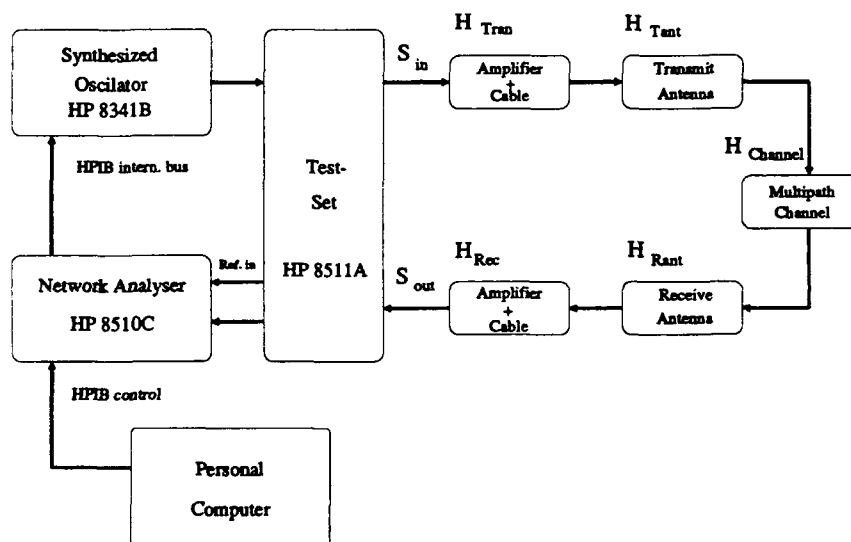 Synthesized
Oscilator
HP 8341B
HPIB intern. bus
Network Analyser
HP 8510C
HPIB control
Personal
Computer
Ref. in
Test-
Set
HP 8511A
S in
H Tran
Amplifier
+
Cable
H Tant
Transmit
Antenna
H Channel
Multipath
Channel
H Rant
Receive
Antenna
H Rec
Amplifier
+
Cable
S out